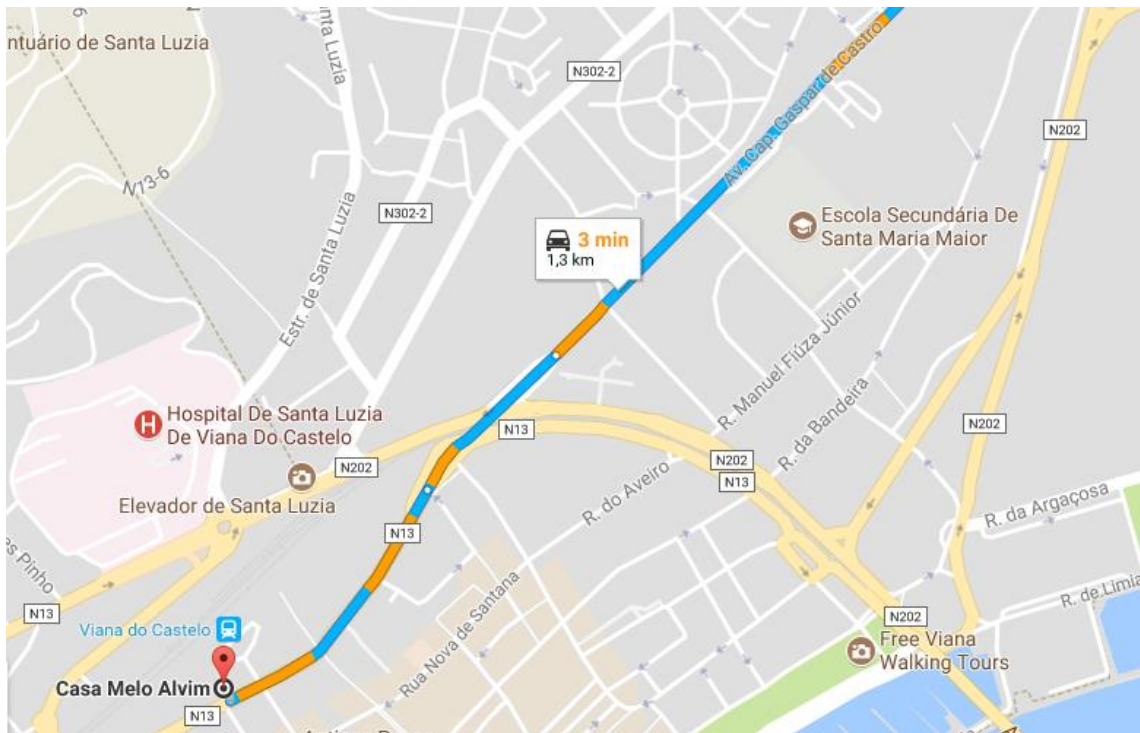 ntuário de Santa Luzia
nta Luzia
N302-2
Av. Cap. Gaspar de Castro
N202
N13-6
N302-2
Estr. de Santa Luzia
Escola Secundária De
Santa Maria Maior
3 min
1,3 km
R. Manuel Fiúza Júnior
R. da Bandeira
Hospital De Santa Luzia
De Viana Do Castelo
N13
N202
N202
N202
N13
Elevador de Santa Luzia
R. do Aveiro
R. da Argaçosa
N13
es Pinho
Rua Nova de Santana
R. de Limia
N13
N202
Viana do Castelo
Free Viana
Walking Tours
Casa Melo Alvim
N13